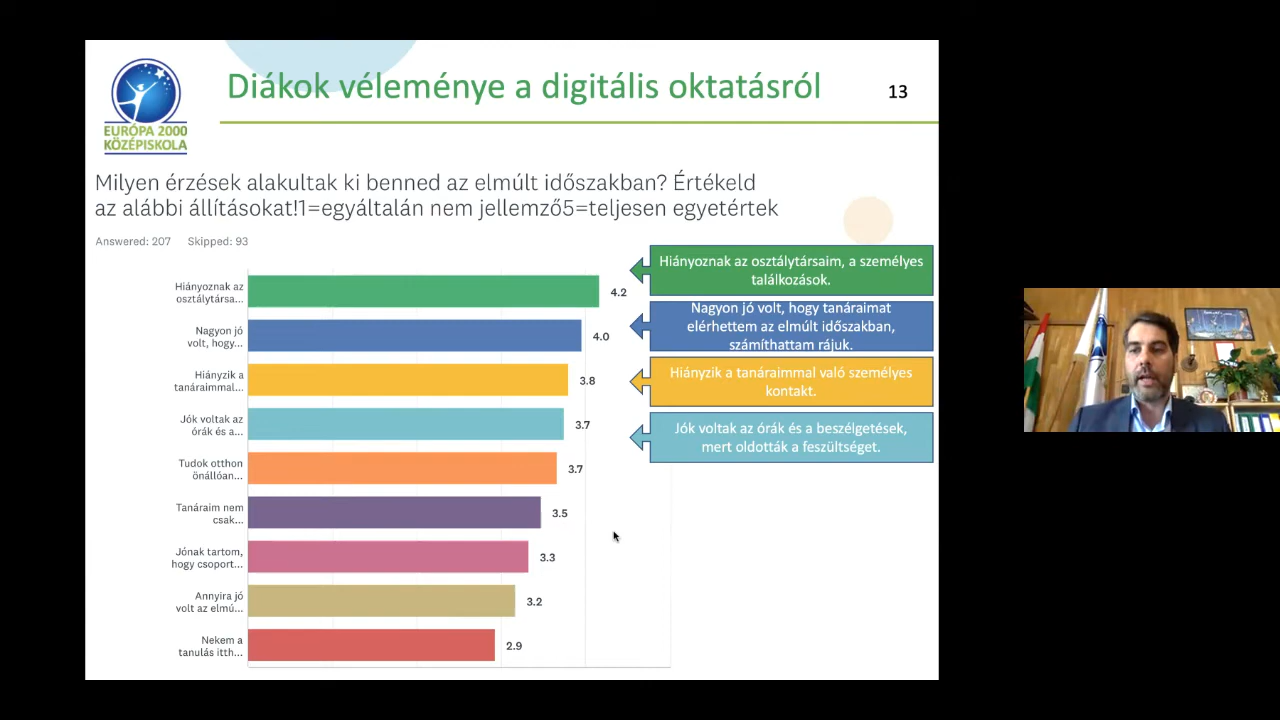 Diákok véleménye a digitális oktatásról
13
EURÓPA 2000
KÖZÉPISKOLA
Milyen érzések alakultak ki benned az elmúlt időszakban? Értékeld
az alábbi állításokat!1=egyáltalán nem jellemző5=teljesen egyetértek
Answered: 207 Skipped: 93
Hiányoznak az
osztálytársa...
4.2
Nagyon jó
volt, hogy...
4.0
Hiányzik a
tanáraimmal...
3.8
Jók voltak az
órák és a...
3.7
Tudok otthon
önállóan...
3.7
Tanáraim nem
csak...
3.5
Jónak tartom,
hogy csoport...
3.3
Annyira jó
volt az elmú...
3.2
Nekem a
tanulás itth...
2.9
Hiányoznak az osztálytársaim, a személyes
találkozások.
Nagyon jó volt, hogy tanáraimat
elérhettem az elmúlt időszakban,
számíthattam rájuk.
Hiányzik a tanáraimmal való személyes
kontakt.
Jók voltak az órák és a beszélgetések,
mert oldották a feszültséget.